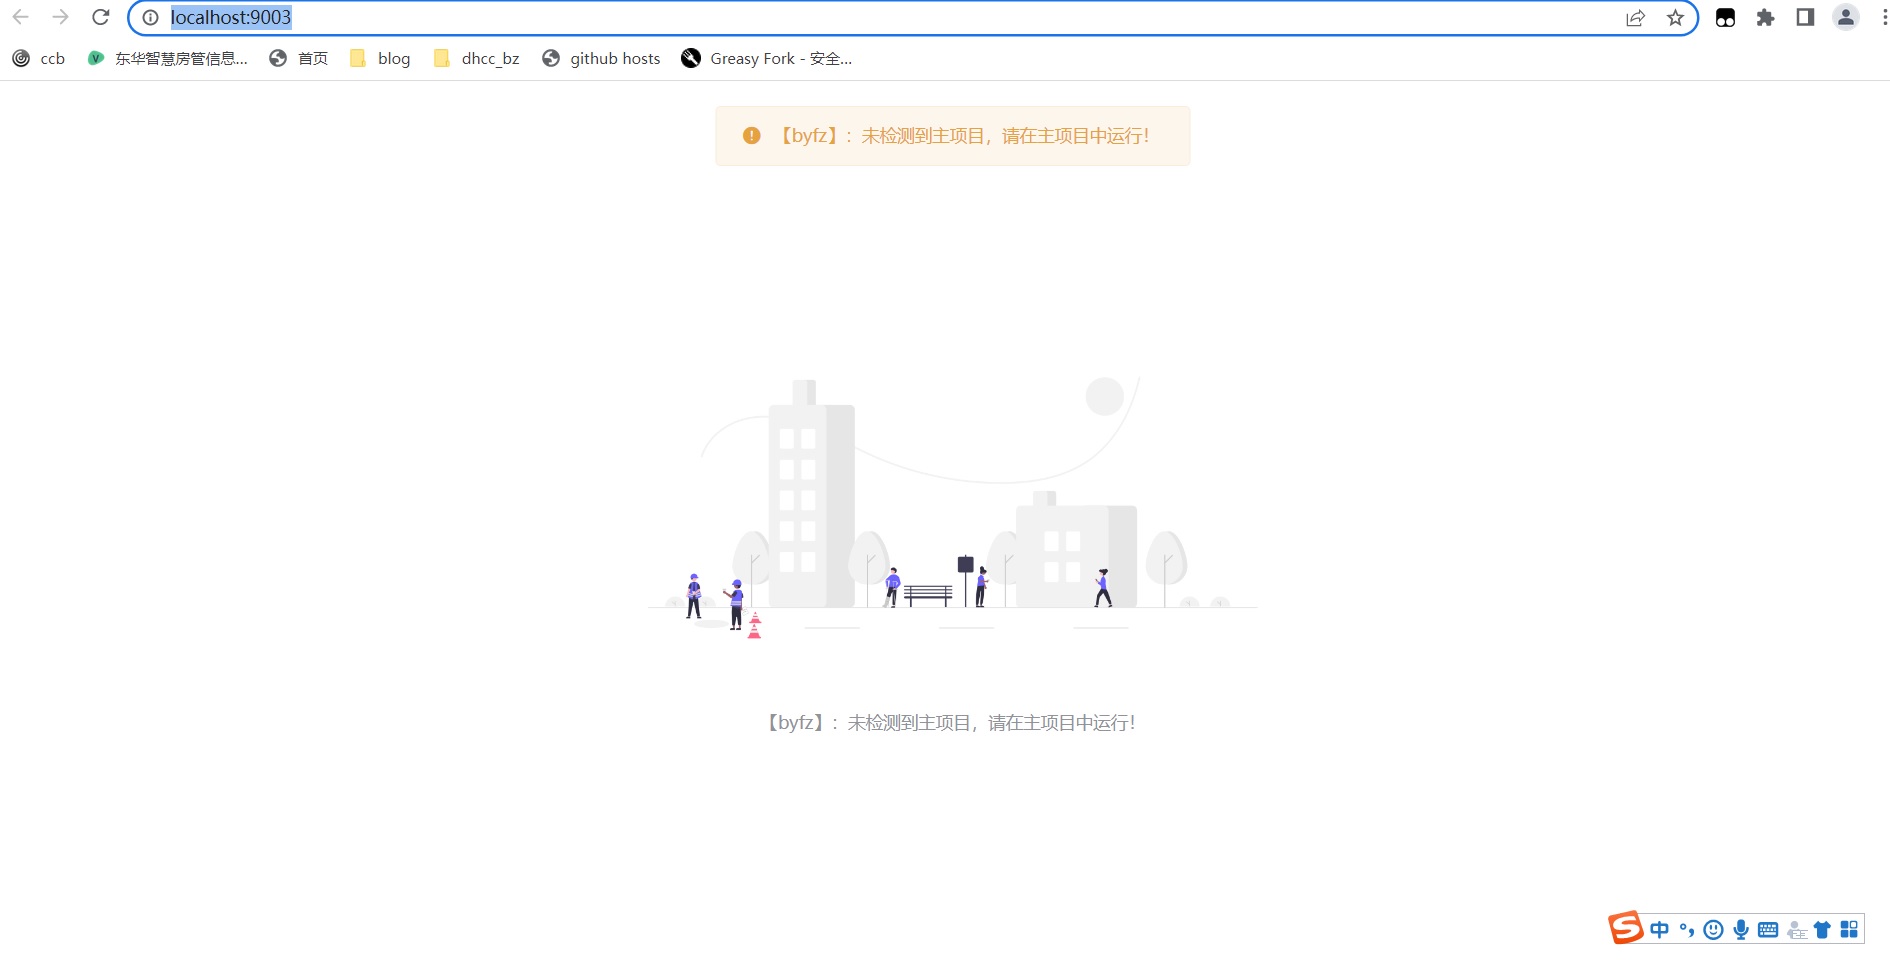 localhost:9003
ccb
东华智慧房管信息...
首页
blog
dhcc_bz
github hosts
Greasy Fork - 安全...
【byfz】：未检测到主项目，请在主项目中运行！
【byfz】：未检测到主项目，请在主项目中运行！
中